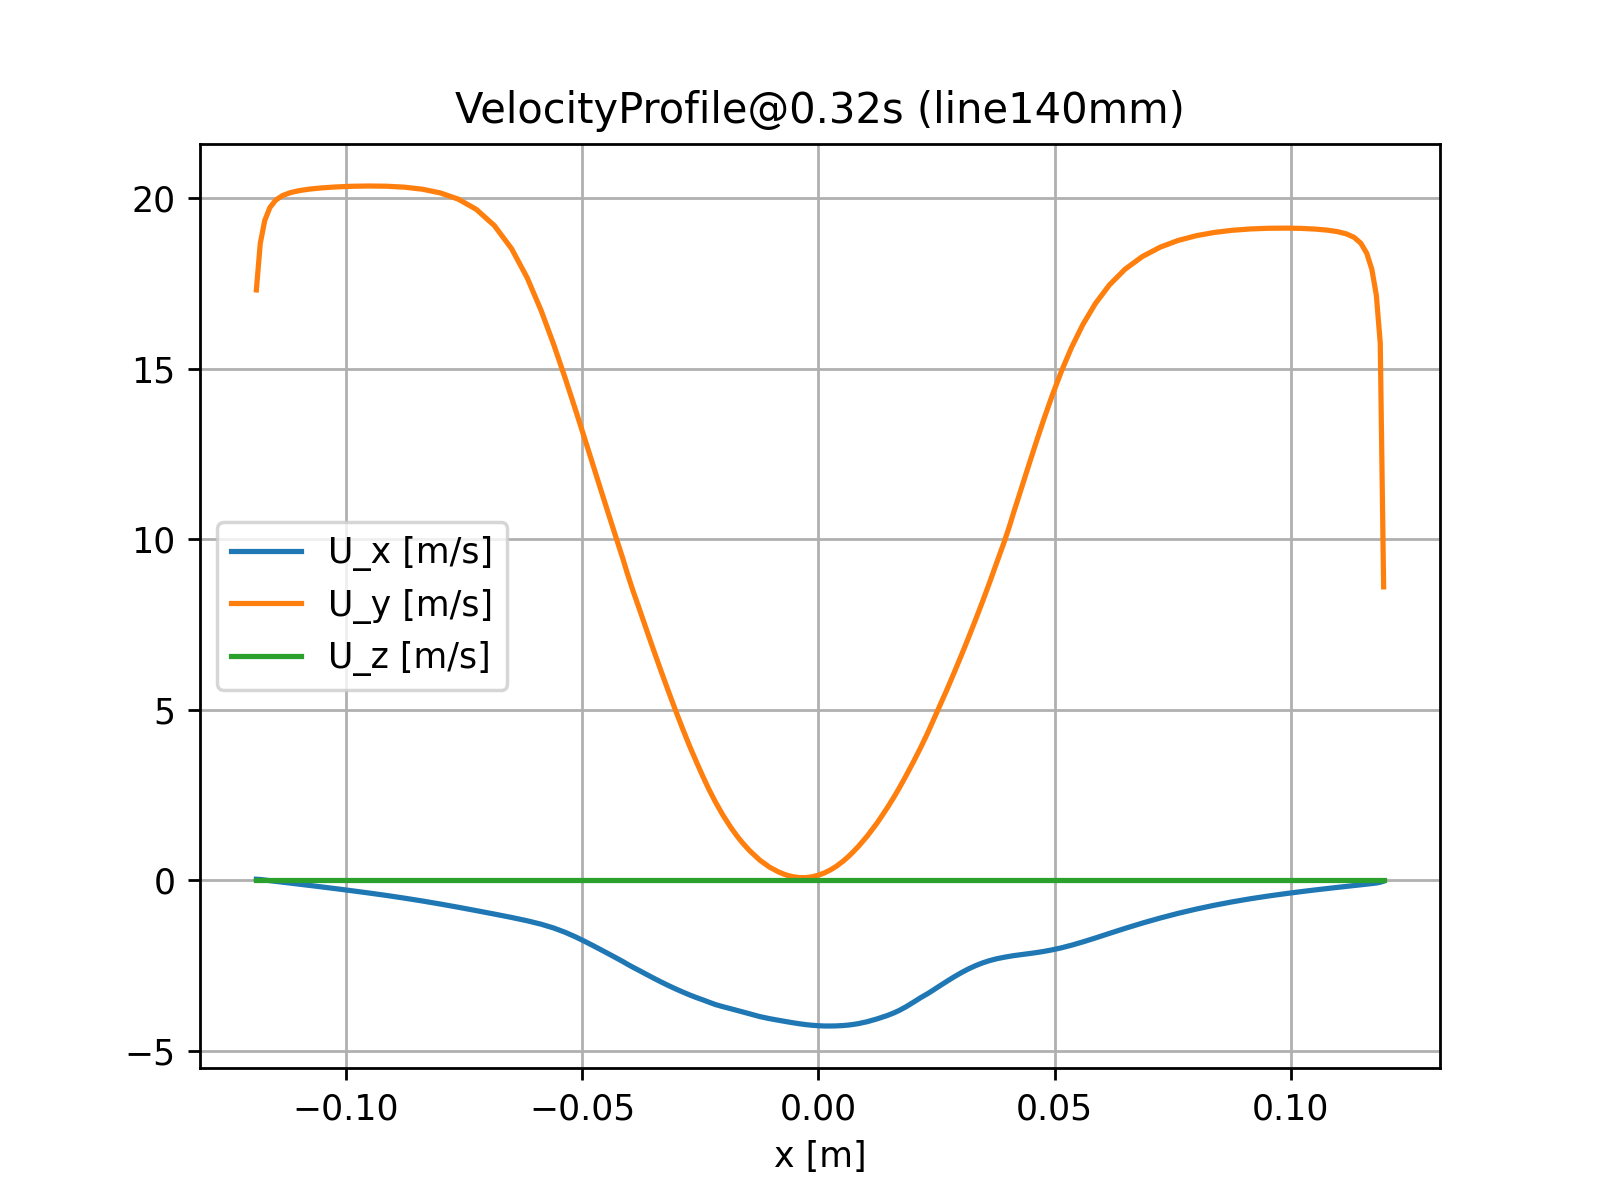 VelocityProfile@0.32s (line140mm)
20
15
10
5
0
−5
U_x [m/s]
U_y [m/s]
U_z [m/s]
−0.10 −0.05 0.00 0.05 0.10
x [m]